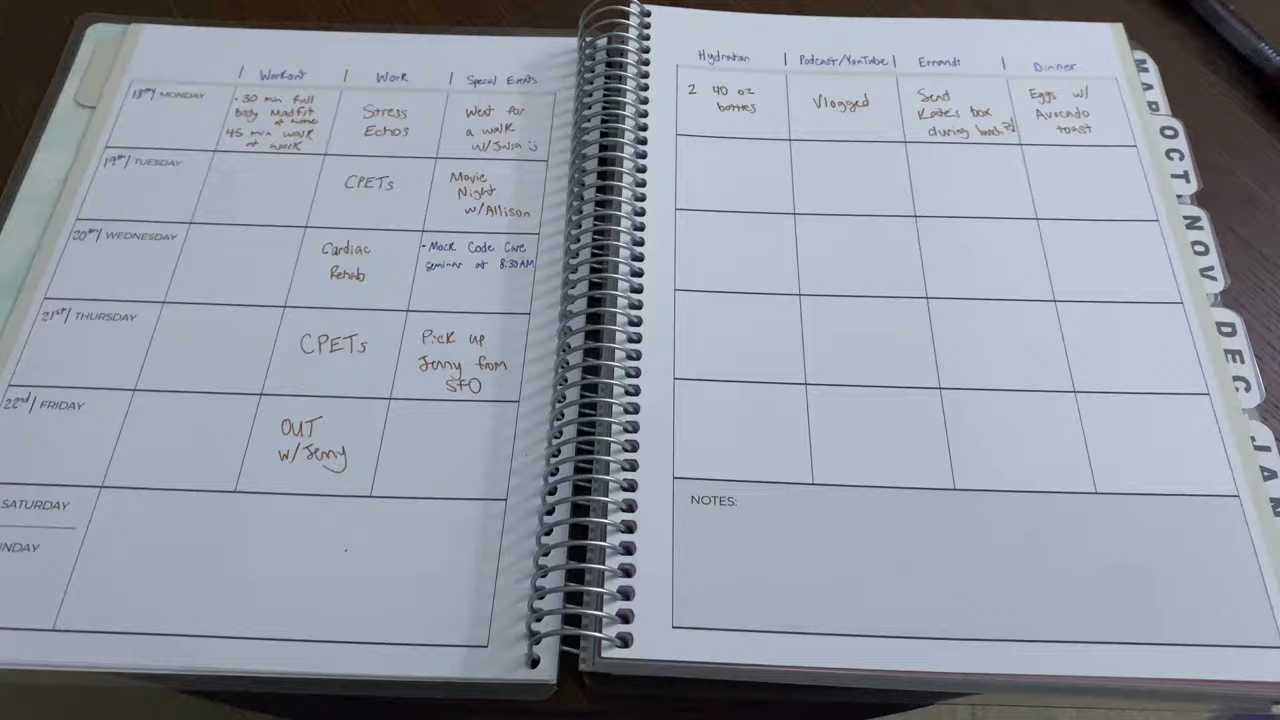 | Workout | Work | Special Events
18th/ MONDAY
• 30 min full
body Madfit
at home
45 min walk
at work
Stress
Echos
Went for
a walk
w/Julia :)
19th/ TUESDAY
CPETs
Movie
Night
w/Allison
20th/ WEDNESDAY
Cardiac
Rehab
• Mock Code Care
seminar at 8:30AM
21st/ THURSDAY
CPETs
Pick up
Jenny from
SFO
22nd/ FRIDAY
OUT
w/Jenny
SATURDAY
NDAY
Hydration | Podcast/YouTube | Errands | Dinner
2 40 oz
bottles
Vlogged
Send
Kate's box
during
Eggs w/
Avocado
toast
NOTES:
MAR
OCT
NOV
DEC
JAN